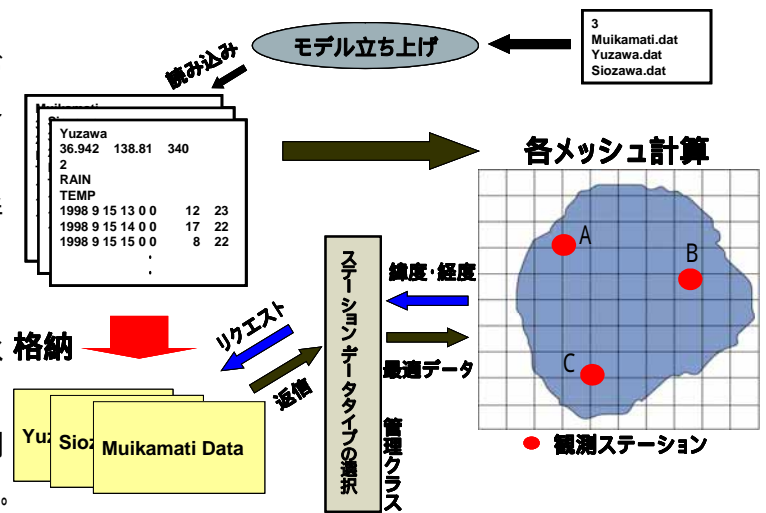 3
Muikamati.dat
Yuzawa.dat
Siozawa.dat
モデル立ち上げ
読み込み
Muikamati
Yuzawa
36.942 138.81 340
2
RAIN
TEMP
1998 9 15 13 0 0 12 23
1998 9 15 14 0 0 17 22
1998 9 15 15 0 0 8 22
.
.
各メッシュ計算
A
B
C
ステーション・データタイプの選択
管理クラス
緯度・経度
最適データ
リクエスト
返信
格納
Yuz
Sioz
Muikamati Data
観測ステーション
。